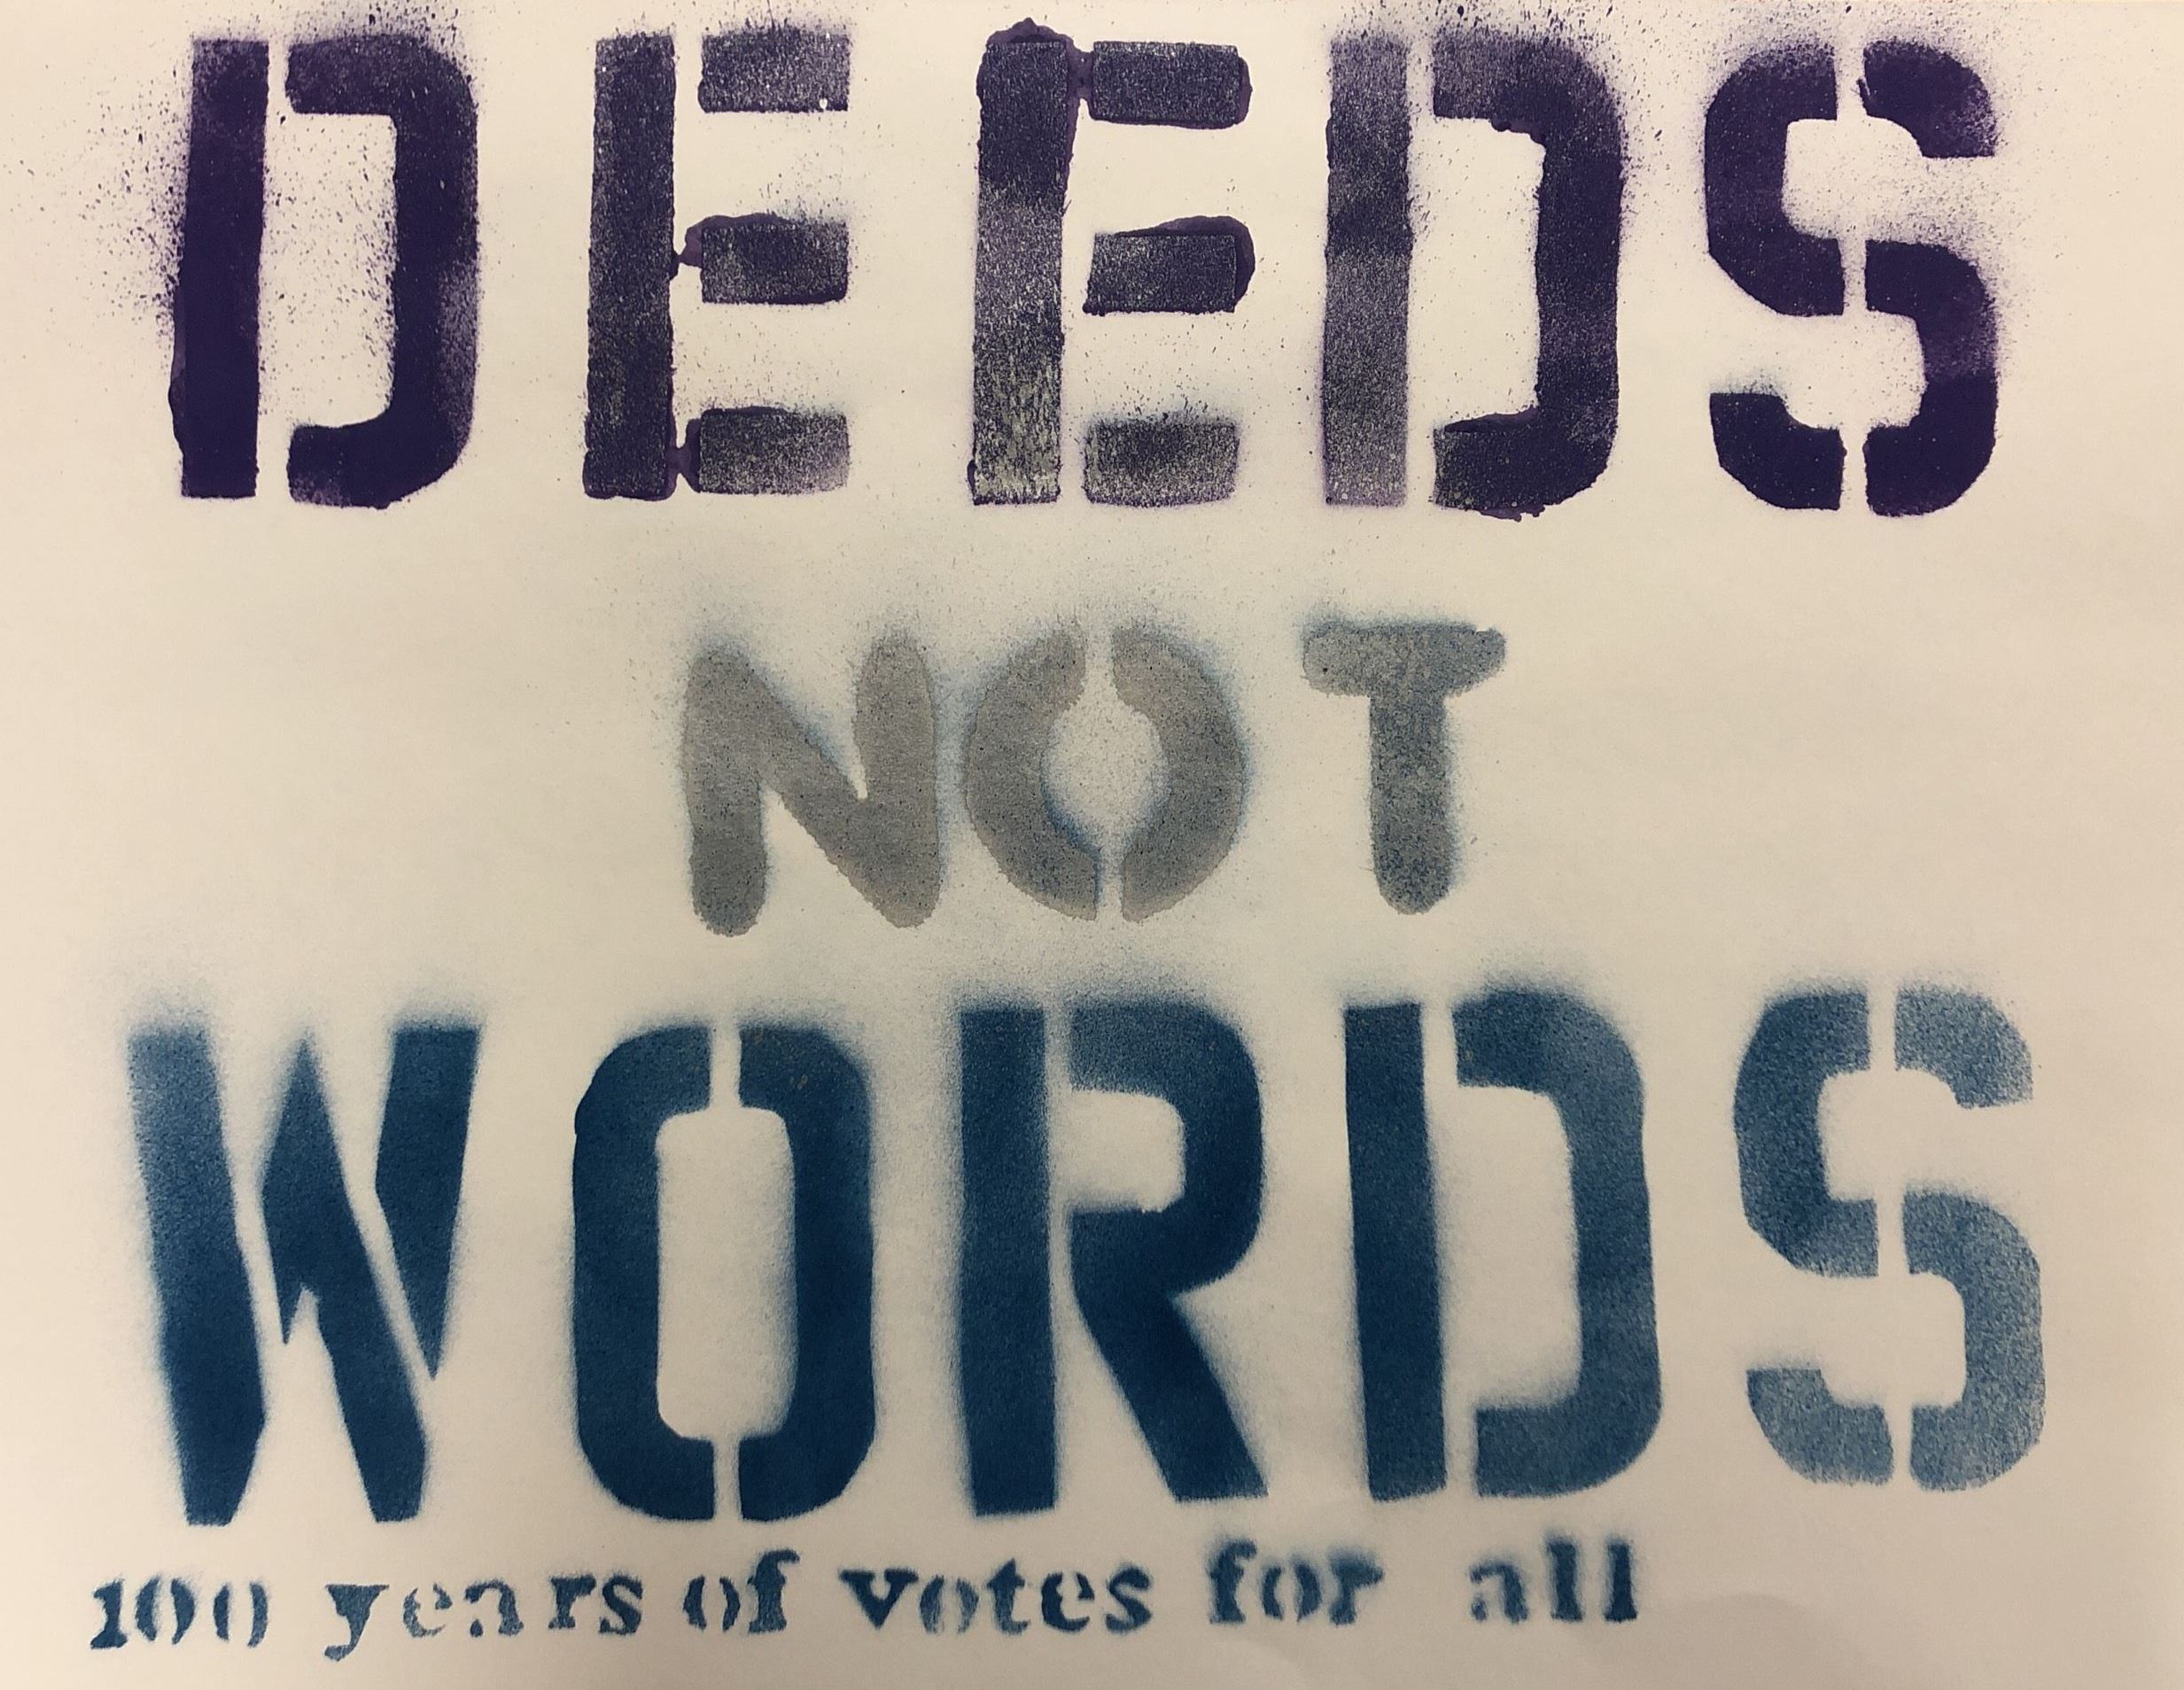 DEEDS
NOT
WORDS
100 years of votes for all